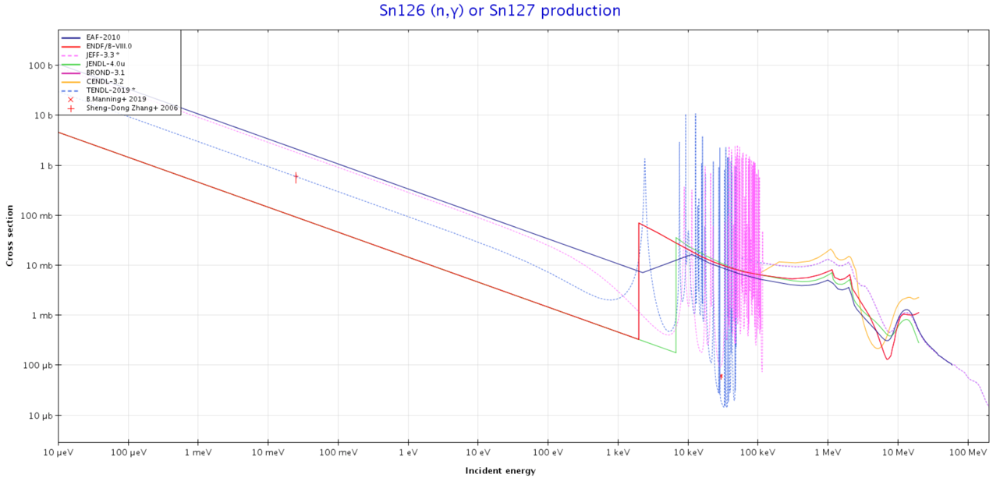 Sn126 (n,γ) or Sn127 production
EAF-2010
ENDF/B-VIII.0
JEFF-3.3 *
JENDL-4.0u
BROND-3.1
CENDL-3.2
TENDL-2019 *
B.Manning+ 2019
Sheng-Dong Zhang+ 2006
Cross section
100 b
10 b
1 b
100 mb
10 mb
1 mb
100 µb
10 µb
10 µeV 100 µeV 1 meV 10 meV 100 meV 1 eV 10 eV 100 eV 1 keV 10 keV 100 keV 1 MeV 10 MeV 100 MeV
Incident energy